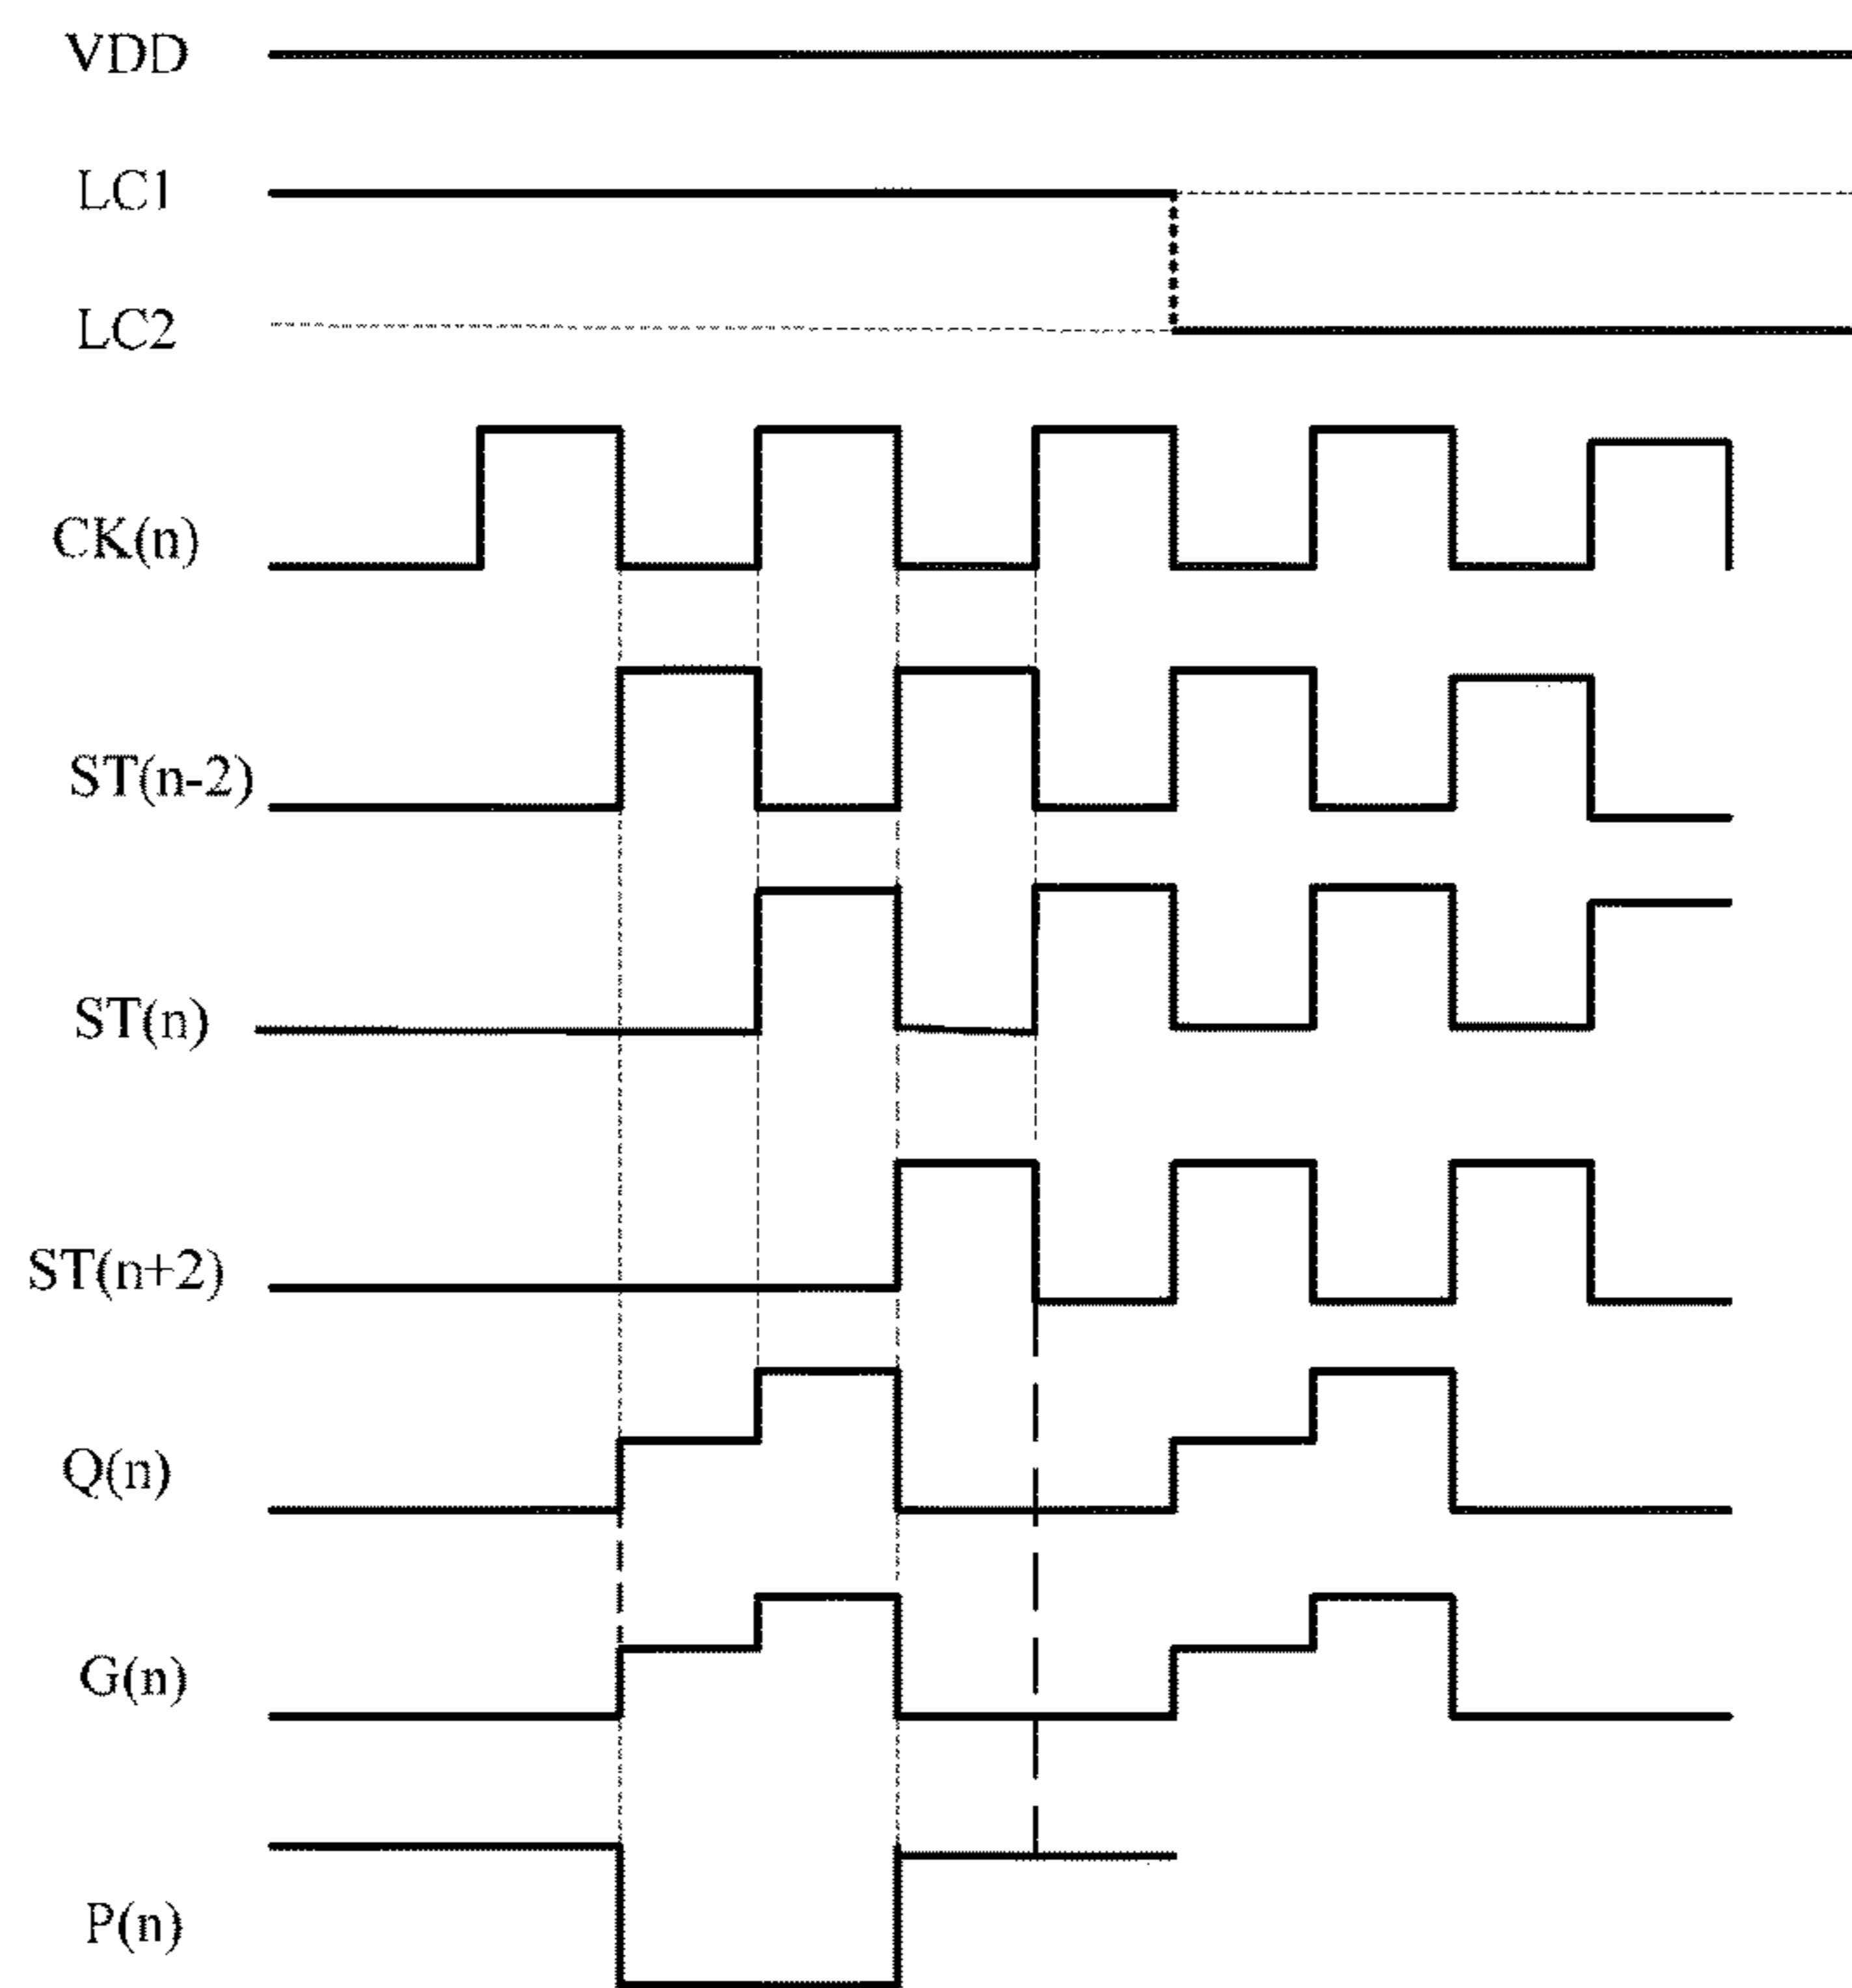 VDD
LC1
LC2
CK(n)
ST(n-2)
ST(n)
ST(n+2)
Q(n)
G(n)
P(n)